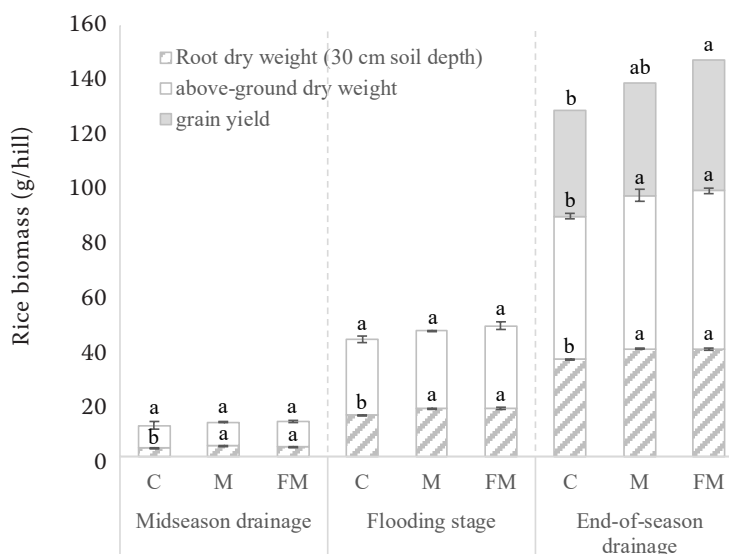 160
140
120
100
80
60
40
20
0
Rice biomass (g/hill)
Root dry weight (30 cm soil depth)
above-ground dry weight
grain yield
a
b
a
a
a
a
a
b
a
a
a
a
b
ab
a
b
a
a
b
a
a
C
M
FM
C
M
FM
C
M
FM
Midseason drainage
Flooding stage
End-of-season
drainage